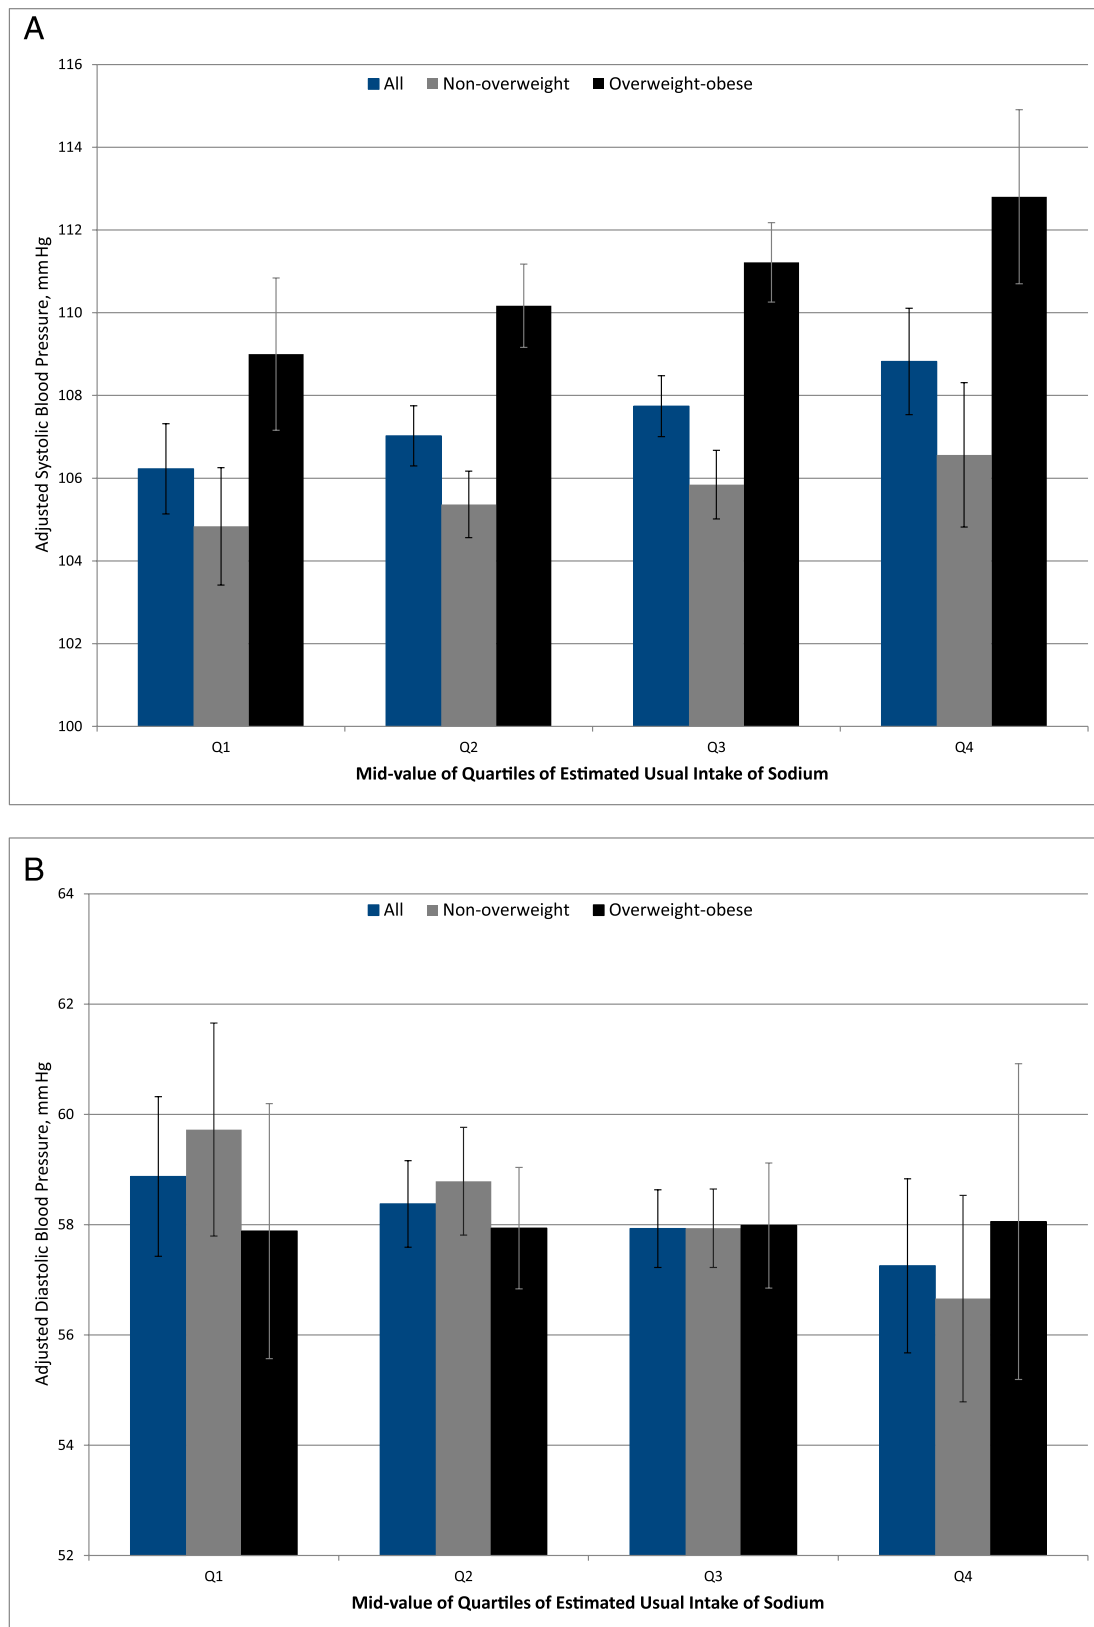 A
116
All Non-overweight Overweight-obese
114
112
110
108
106
104
102
100
Adjusted Systolic Blood Pressure, mm Hg
Q1 Q2 Q3 Q4
Mid-value of Quartiles of Estimated Usual Intake of Sodium
B
64
All Non-overweight Overweight-obese
62
60
58
56
54
52
Adjusted Diastolic Blood Pressure, mm Hg
Q1 Q2 Q3 Q4
Mid-value of Quartiles of Estimated Usual Intake of Sodium